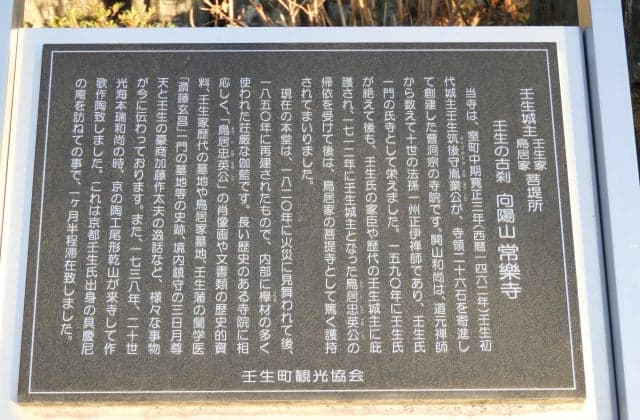 壬生城主 壬生家 鳥居家 菩提所
壬生の古刹 向陽山 常樂寺
当寺は、室町中期寛正三年(西暦一四六二年)壬生初
代城主壬生筑後守胤業公が、寺領二十六石を寄進し
て創建した曹洞宗の寺院です。開山和尚は、道元禅師
から数えて十世の法孫一州正伊禅師であり、壬生氏
一門の氏寺として栄えました。一五九〇年に壬生氏
が絶えて後も、壬生氏の家臣や歴代の壬生城主に庇
護され、一七一二年に壬生城主となった鳥居忠英公の
帰依を受けて後は、鳥居家の菩提寺として篤く護持
されてまいりました。
現在の本堂は、一八二〇年に火災に見舞われて後、
一八五〇年に再建されたもので、内部に欅材の多く
使われた荘厳な伽藍です。長い歴史のある寺院に相
応しく、「鳥居忠英公」の肖像画や文書類の歴史的資
料、壬生家歴代の墓地や鳥居家墓地、壬生藩の蘭学医
「斎藤玄昌」一門の墓地等の史跡、境内鎮守の三日月尊
天と壬生の豪商加藤作太夫の逸話など、様々な事物
が今に伝わっております。また、一七三八年、二十世
光海本瑞和尚の時、京の陶工尾形乾山が来寺して作
歌作陶致しました。これは京都壬生氏出身の具慶尼
の庵を訪ねての事で、一ヶ月半程滞在致しました。
壬生町観光協会